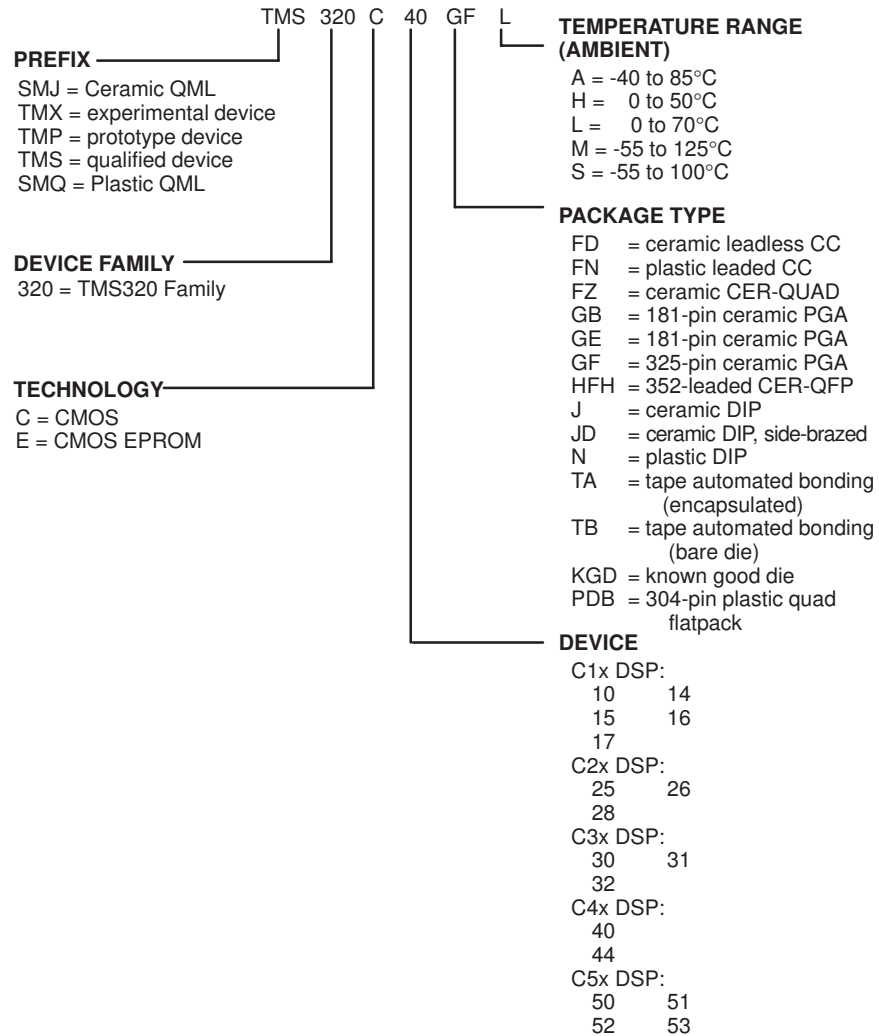 TMS 320 C 40 GF L
PREFIX
SMJ = Ceramic QML
TMX = experimental device
TMP = prototype device
TMS = qualified device
SMQ = Plastic QML
DEVICE FAMILY
320 = TMS320 Family
TECHNOLOGY
C = CMOS
E = CMOS EPROM
TEMPERATURE RANGE
(AMBIENT)
A = -40 to 85°C
H = 0 to 50°C
L = 0 to 70°C
M = -55 to 125°C
S = -55 to 100°C
PACKAGE TYPE
FD = ceramic leadless CC
FN = plastic leaded CC
FZ = ceramic CER-QUAD
GB = 181-pin ceramic PGA
GE = 181-pin ceramic PGA
GF = 325-pin ceramic PGA
HFH = 352-leaded CER-QFP
J = ceramic DIP
JD = ceramic DIP, side-brazed
N = plastic DIP
TA = tape automated bonding
(encapsulated)
TB = tape automated bonding
(bare die)
KGD = known good die
PDB = 304-pin plastic quad
flatpack
DEVICE
C1x DSP:
10 14
15 16
17
C2x DSP:
25 26
28
C3x DSP:
30 31
32
C4x DSP:
40
44
C5x DSP:
50 51
52 53